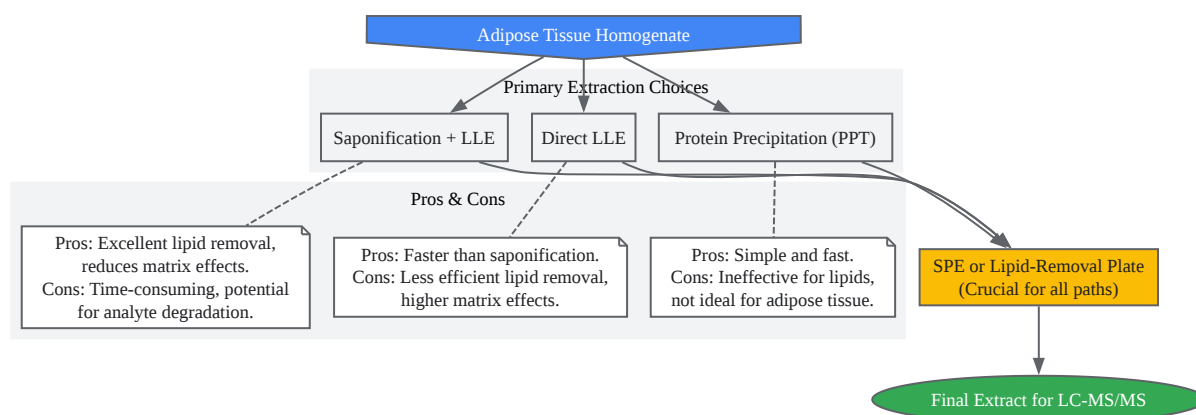 Adipose Tissue Homogenate
Primary Extraction Choices
Saponification + LLE
Direct LLE
Protein Precipitation (PPT)
Pros & Cons
Pros: Excellent lipid removal,
reduces matrix effects.
Cons: Time-consuming, potential
for analyte degradation.
Pros: Faster than saponification.
Cons: Less efficient lipid removal,
higher matrix effects.
Pros: Simple and fast.
Cons: Ineffective for lipids,
not ideal for adipose tissue.
SPE or Lipid-Removal Plate
(Crucial for all paths)
Final Extract for LC-MS/MS